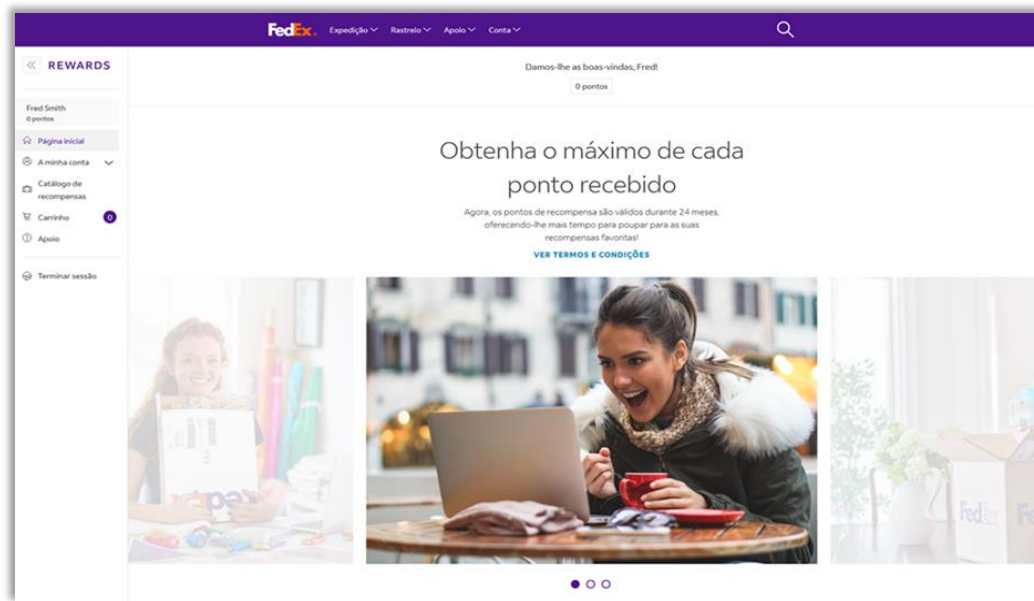 FedEx. Expedição Rastreio Apoio Conta
REWARDS
Fred Smith
0 pontos
Página inicial
A minha conta
Catálogo de
recompensas
Carrinho 0
Apoio
Terminar sessão
Damos-lhe as boas-vindas, Fred!
0 pontos
Obtenha o máximo de cada
ponto recebido
Agora, os pontos de recompensa são válidos durante 24 meses,
oferecendo-lhe mais tempo para poupar para as suas
recompensas favoritas!
VER TERMOS E CONDIÇÕES
FedEx